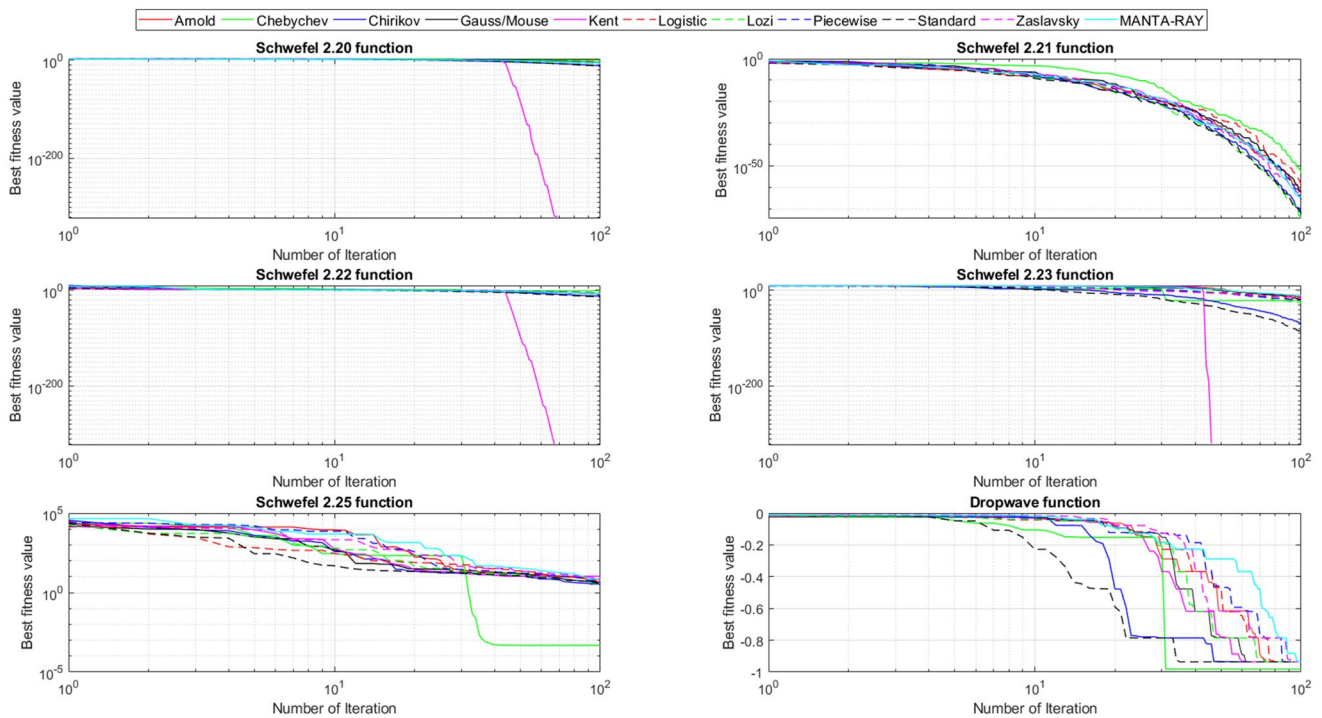 Arnold Chebychev Chirikov Gauss/Mouse Kent Logistic Lozi Piecewise Standard Zaslavsky MANTA-RAY
Schwefel 2.20 function
Best fitness value
10^0
10^-200
10^0 10^1 10^2
Number of Iteration
Schwefel 2.21 function
Best fitness value
10^0
10^-50
10^0 10^1 10^2
Number of Iteration
Schwefel 2.22 function
Best fitness value
10^0
10^-200
10^0 10^1 10^2
Number of Iteration
Schwefel 2.23 function
Best fitness value
10^0
10^-200
10^0 10^1 10^2
Number of Iteration
Schwefel 2.25 function
Best fitness value
10^5
10^0
10^-5
10^0 10^1 10^2
Number of Iteration
Dropwave function
Best fitness value
0
-0.2
-0.4
-0.6
-0.8
-1
10^0 10^1 10^2
Number of Iteration